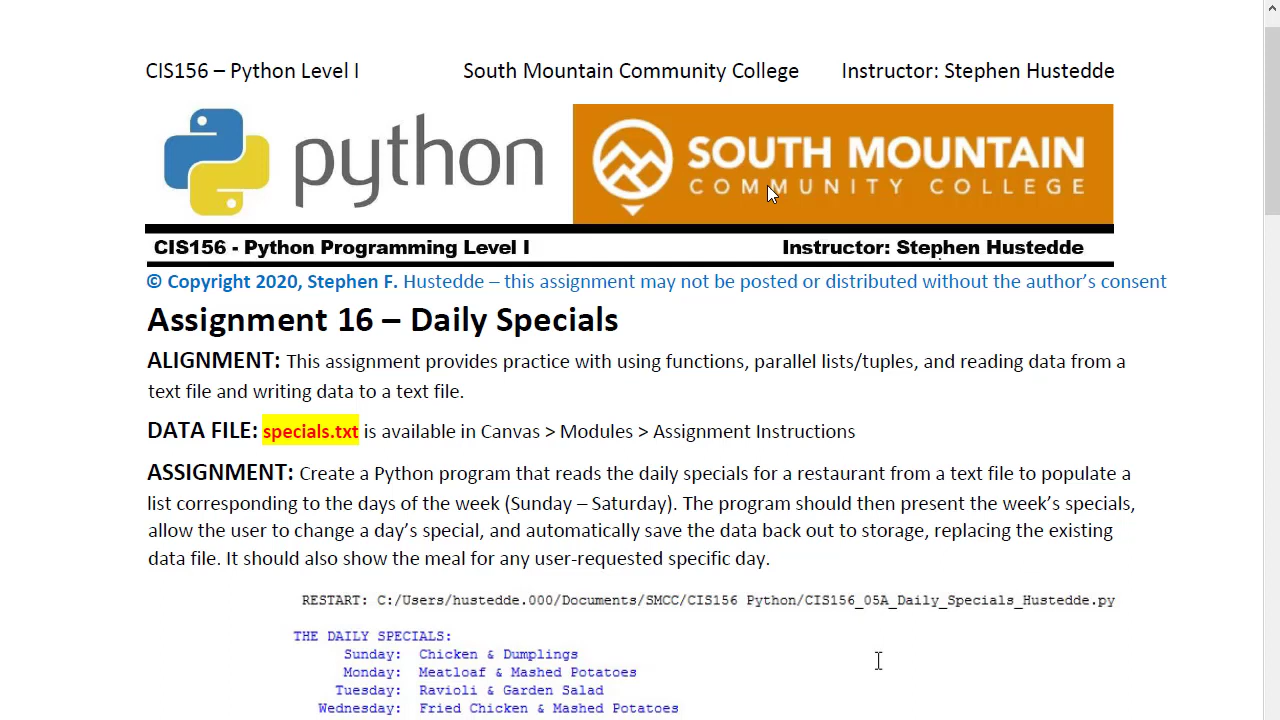 CIS156 – Python Level I South Mountain Community College Instructor: Stephen Hustedde
python
SOUTH MOUNTAIN
COMMUNITY COLLEGE
CIS156 - Python Programming Level I Instructor: Stephen Hustedde
© Copyright 2020, Stephen F. Hustedde – this assignment may not be posted or distributed without the author's consent
Assignment 16 – Daily Specials
ALIGNMENT: This assignment provides practice with using functions, parallel lists/tuples, and reading data from a
text file and writing data to a text file.
DATA FILE: specials.txt is available in Canvas > Modules > Assignment Instructions
ASSIGNMENT: Create a Python program that reads the daily specials for a restaurant from a text file to populate a
list corresponding to the days of the week (Sunday – Saturday). The program should then present the week's specials,
allow the user to change a day's special, and automatically save the data back out to storage, replacing the existing
data file. It should also show the meal for any user-requested specific day.
RESTART: C:/Users/hustedde.000/Documents/SMCC/CIS156 Python/CIS156_05A_Daily_Specials_Hustedde.py
THE DAILY SPECIALS:
Sunday: Chicken & Dumplings
Monday: Meatloaf & Mashed Potatoes
Tuesday: Ravioli & Garden Salad
Wednesday: Fried Chicken & Mashed Potatoes